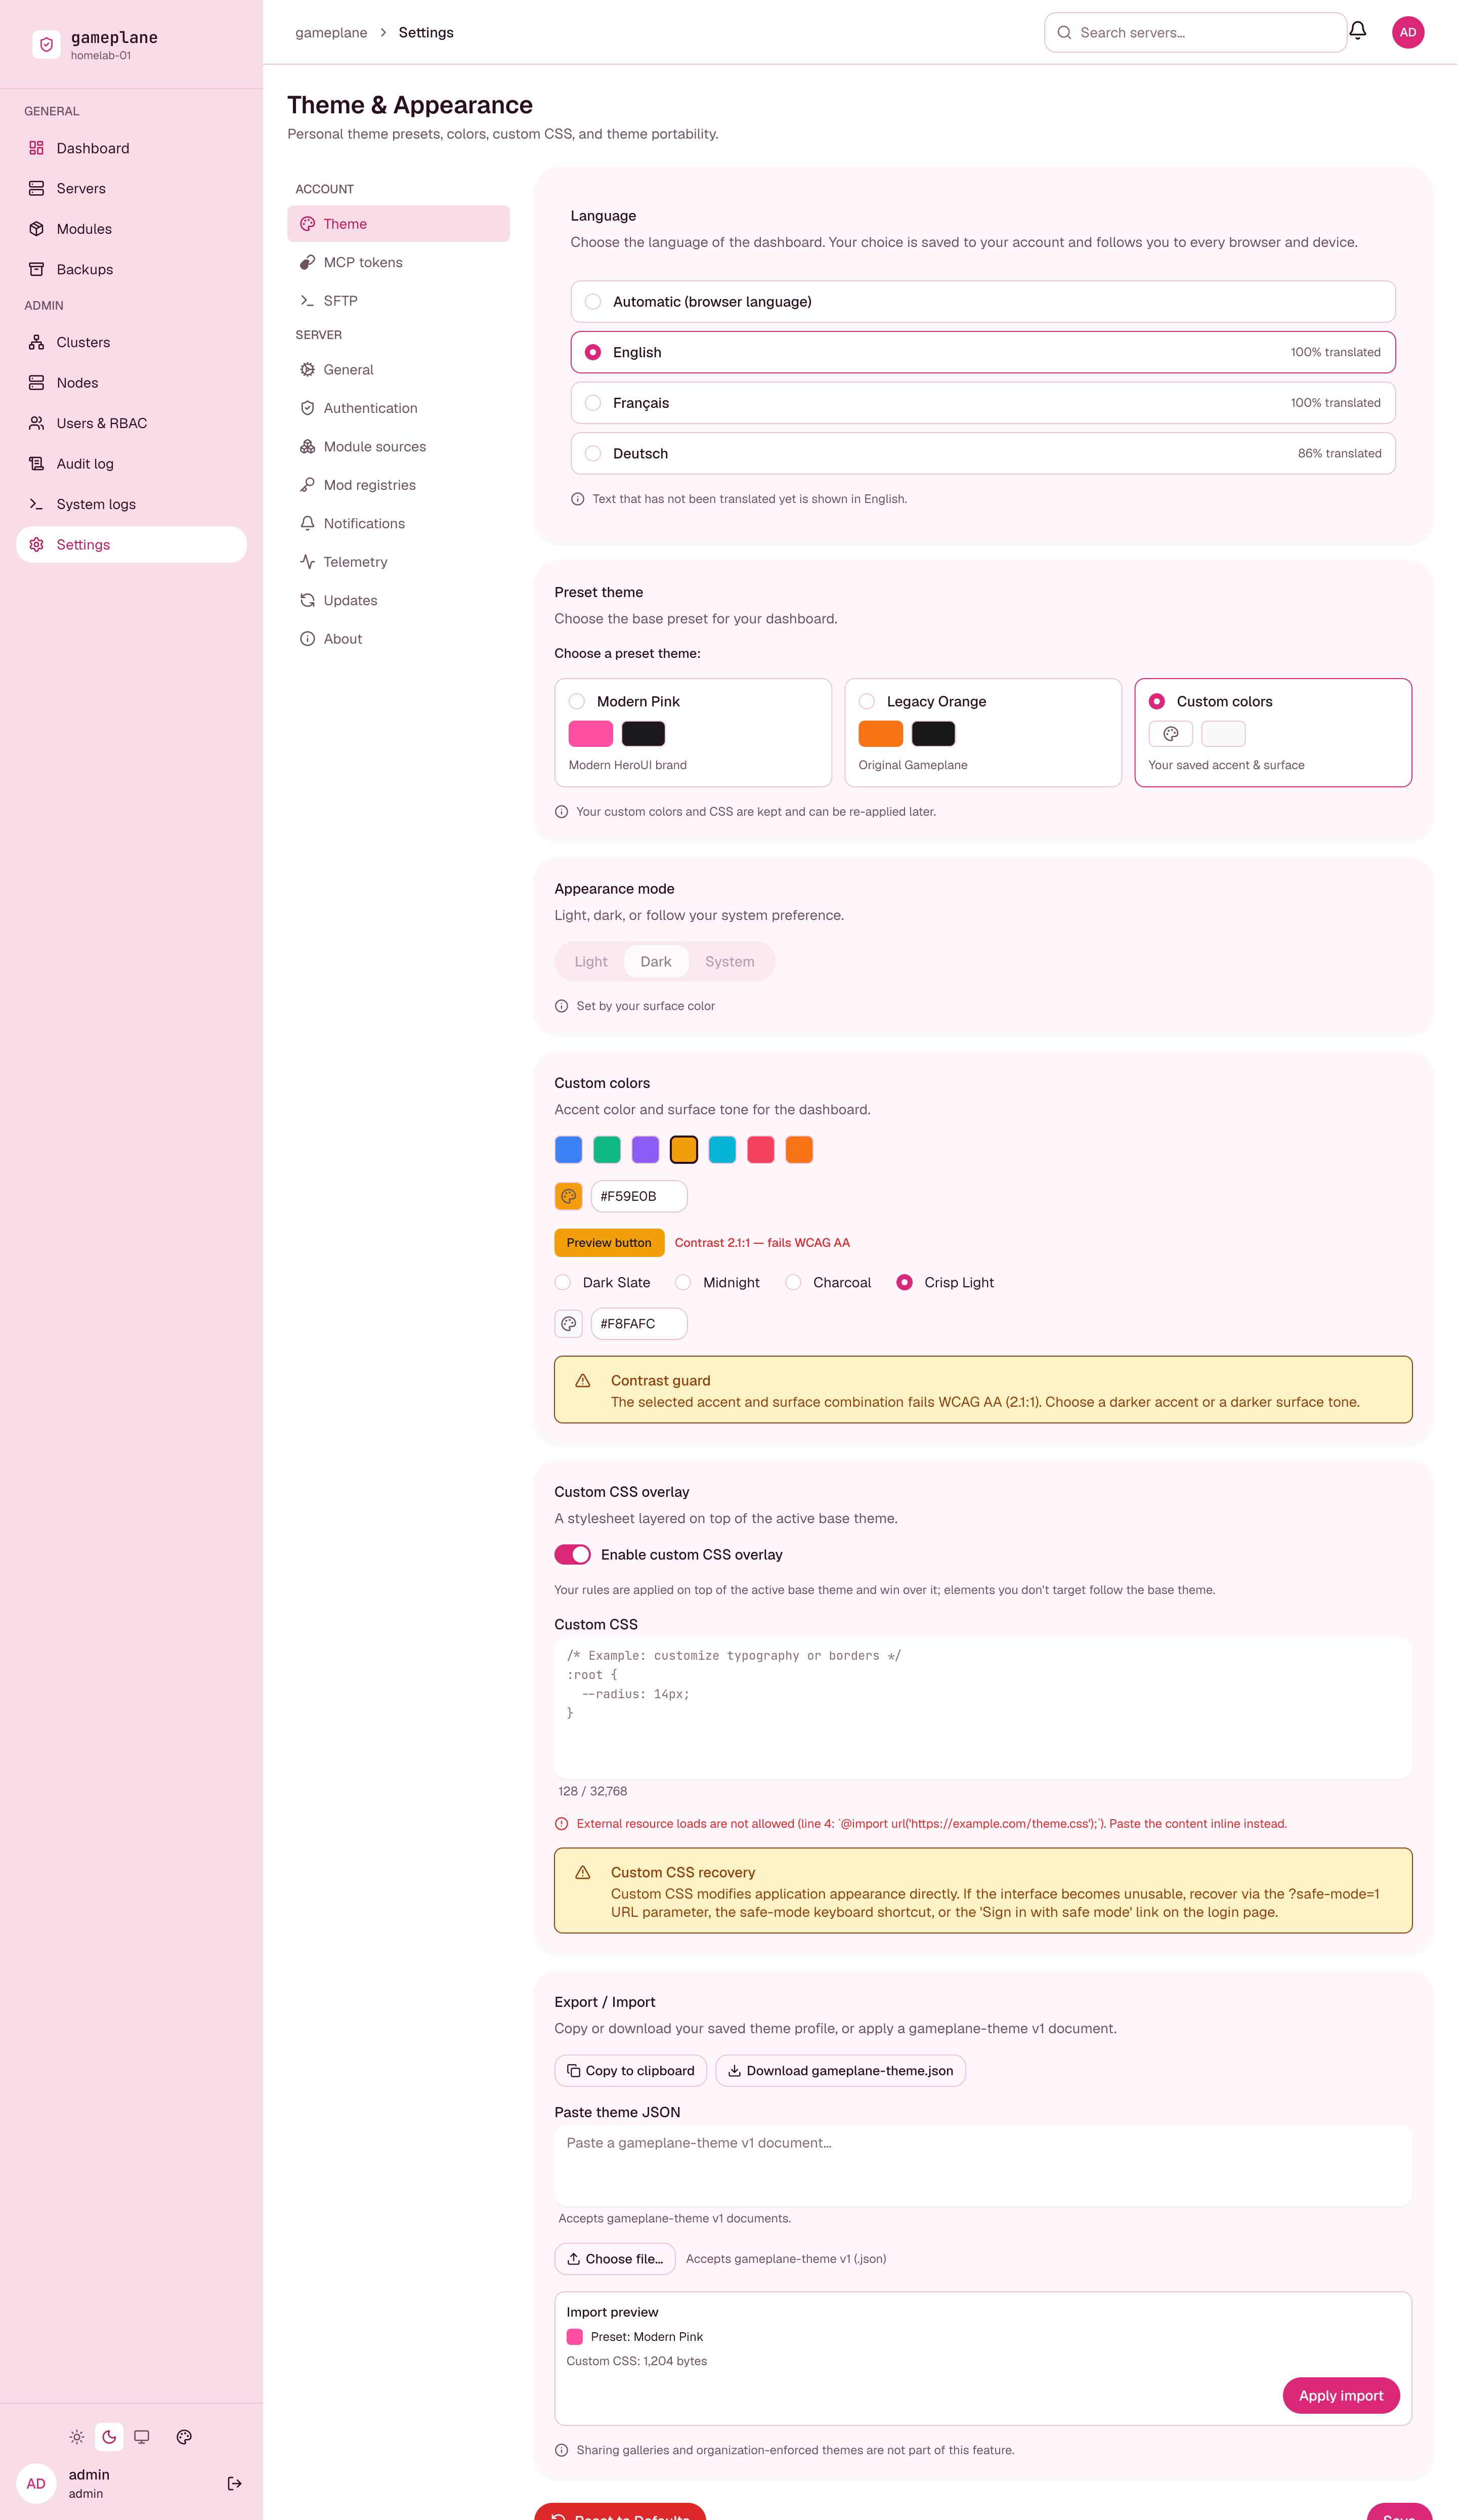 gameplane
homelab-01
GENERAL
Dashboard
Servers
Modules
Backups
ADMIN
Clusters
Nodes
Users & RBAC
Audit log
System logs
Settings
AD
admin
admin
gameplane > Settings
Search servers...
AD
Theme & Appearance
Personal theme presets, colors, custom CSS, and theme portability.
ACCOUNT
Theme
MCP tokens
SFTP
SERVER
General
Authentication
Module sources
Mod registries
Notifications
Telemetry
Updates
About
Language
Choose the language of the dashboard. Your choice is saved to your account and follows you to every browser and device.
Automatic (browser language)
English 100% translated
Français 100% translated
Deutsch 86% translated
Text that has not been translated yet is shown in English.
Preset theme
Choose the base preset for your dashboard.
Choose a preset theme:
Modern Pink
Modern HeroUI brand
Legacy Orange
Original Gameplane
Custom colors
Your saved accent & surface
Your custom colors and CSS are kept and can be re-applied later.
Appearance mode
Light, dark, or follow your system preference.
Light Dark System
Set by your surface color
Custom colors
Accent color and surface tone for the dashboard.
#F59E0B
Preview button Contrast 2.1:1 — fails WCAG AA
Dark Slate Midnight Charcoal Crisp Light
#F8FAFC
Contrast guard
The selected accent and surface combination fails WCAG AA (2.1:1). Choose a darker accent or a darker surface tone.
Custom CSS overlay
A stylesheet layered on top of the active base theme.
Enable custom CSS overlay
Your rules are applied on top of the active base theme and win over it; elements you don't target follow the base theme.
Custom CSS
/* Example: customize typography or borders */
:root {
  --radius: 14px;
}
128 / 32,768
External resource loads are not allowed (line 4: `@import url('https://example.com/theme.css');`). Paste the content inline instead.
Custom CSS recovery
Custom CSS modifies application appearance directly. If the interface becomes unusable, recover via the ?safe-mode=1
URL parameter, the safe-mode keyboard shortcut, or the 'Sign in with safe mode' link on the login page.
Export / Import
Copy or download your saved theme profile, or apply a gameplane-theme v1 document.
Copy to clipboard Download gameplane-theme.json
Paste theme JSON
Paste a gameplane-theme v1 document...
Accepts gameplane-theme v1 documents.
Choose file... Accepts gameplane-theme v1 (.json)
Import preview
Preset: Modern Pink
Custom CSS: 1,204 bytes
Apply import
Sharing galleries and organization-enforced themes are not part of this feature.
Reset to Defaults Save